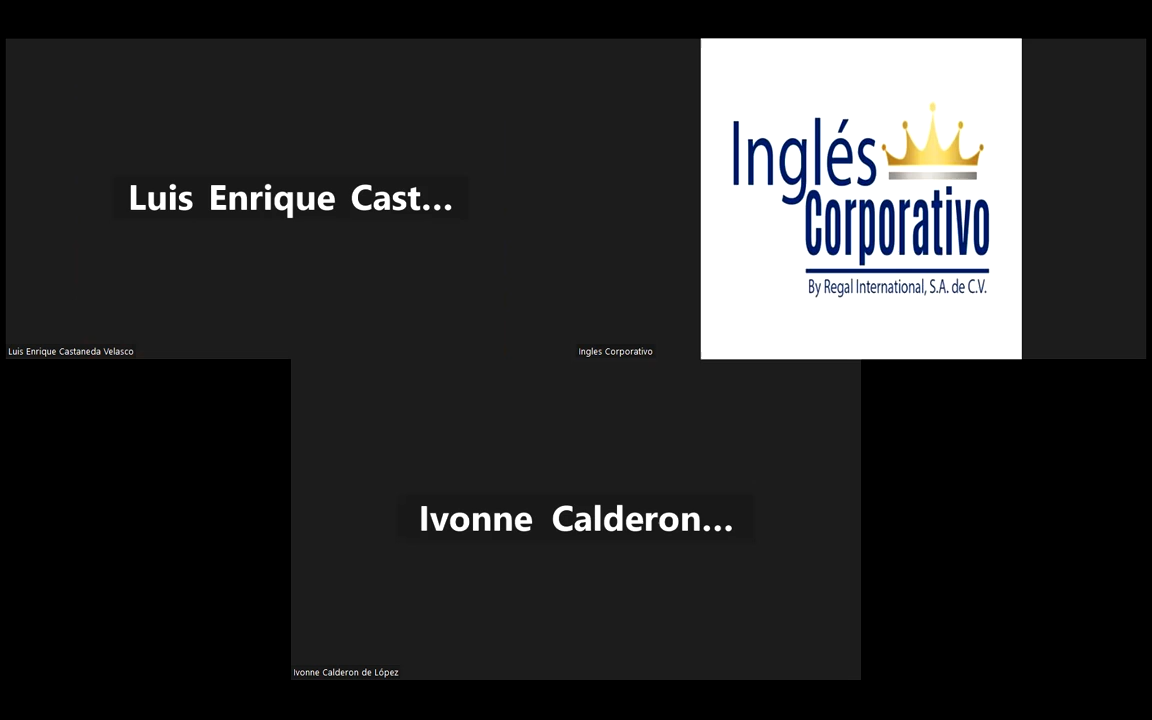 Luis Enrique Cast...
Luis Enrique Castaneda Velasco
Inglés
Corporativo
By Regal International, S.A. de C.V.
Ingles Corporativo
Ivonne Calderon...
Ivonne Calderon de López